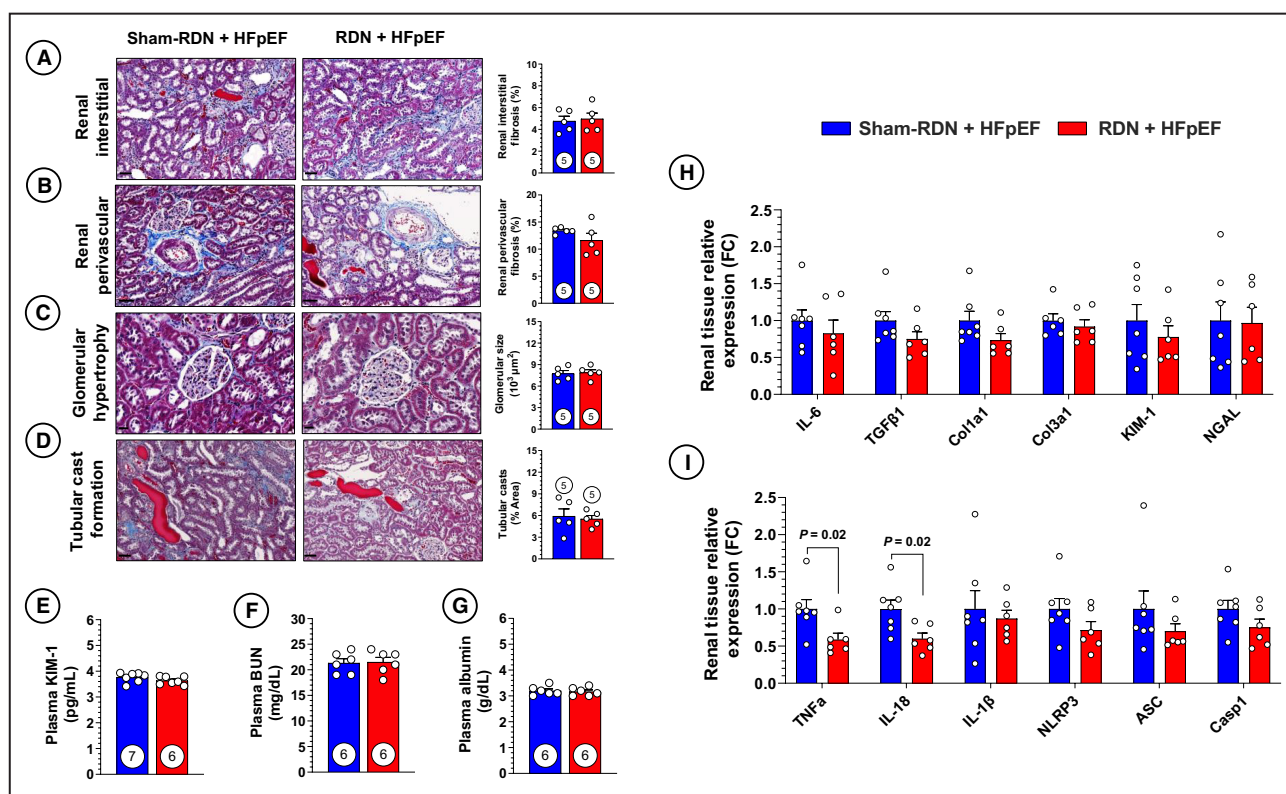 Sham-RDN + HFpEF
RDN + HFpEF
A
Renal
interstitial
Renal interstitial
fibrosis (%)
10
8
6
4
2
0
5
5
B
Renal
perivascular
Renal perivascular
fibrosis (%)
20
15
10
5
0
5
5
C
Glomerular
hypertrophy
Glomerular size
(10³ µm²)
15
12
9
6
3
0
5
5
D
Tubular cast
formation
Tubular casts
(% Area)
15
12
9
6
3
0
5
5
E
Plasma KIM-1
(pg/mL)
6
5
4
3
2
1
0
7
6
F
Plasma BUN
(mg/dL)
30
25
20
15
10
5
0
6
6
G
Plasma albumin
(g/dL)
6
5
4
3
2
1
0
6
6
Sham-RDN + HFpEF
RDN + HFpEF
H
Renal tissue relative
expression (FC)
2.5
2.0
1.5
1.0
0.5
0.0
IL-6
TGFβ1
Col1a1
Col3a1
KIM-1
NGAL
I
Renal tissue relative
expression (FC)
2.5
2.0
1.5
1.0
0.5
0.0
P = 0.02
P = 0.02
TNFa
IL-18
IL-1β
NLRP3
ASC
Casp1